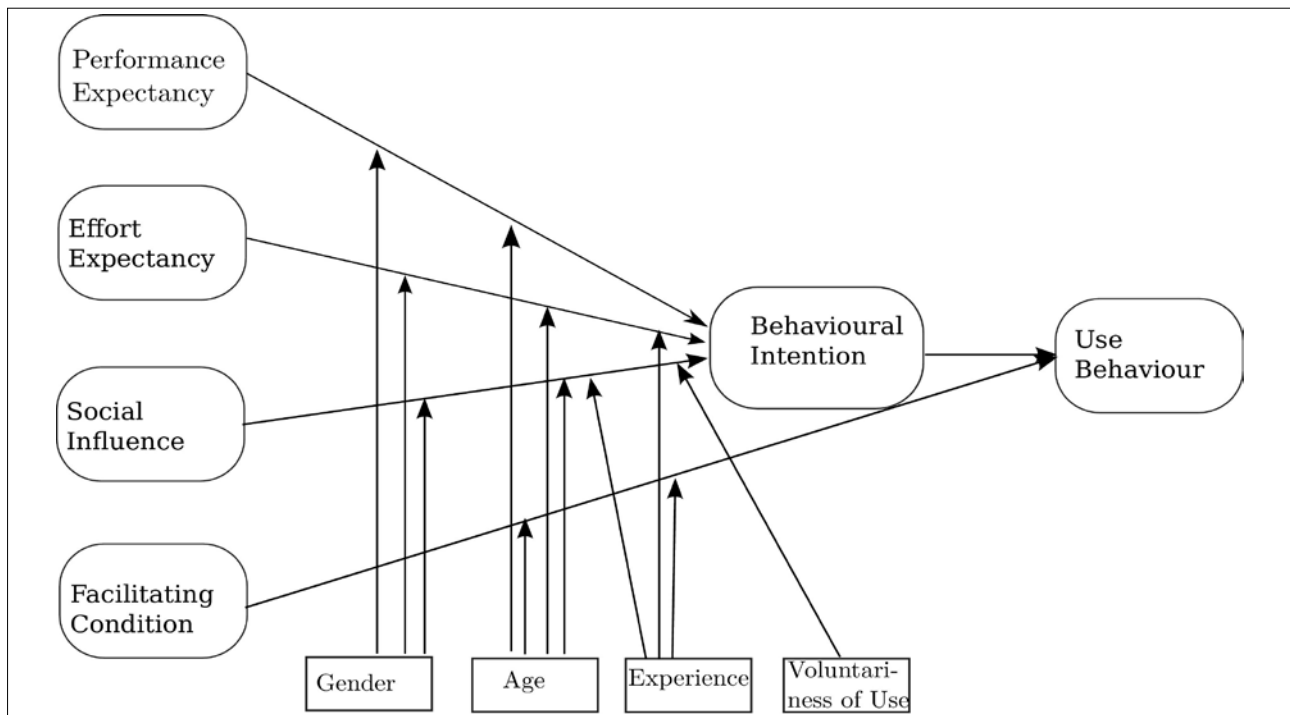 Performance
Expectancy
Effort
Expectancy
Social
Influence
Facilitating
Condition
Behavioural
Intention
Use
Behaviour
Gender
Age
Experience
Voluntari-
ness of Use